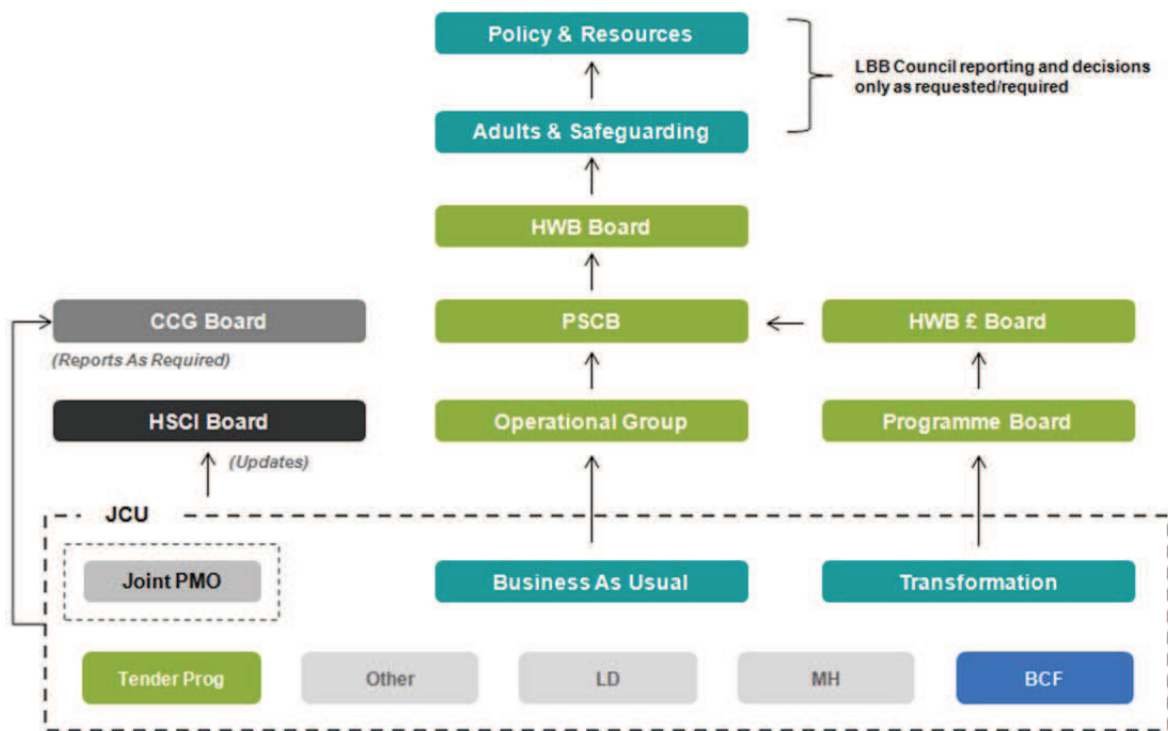 Policy & Resources
LBB Council reporting and decisions
only as requested/required
Adults & Safeguarding
HWB Board
CCG Board
PSCB
HWB £ Board
(Reports As Required)
HSCI Board
Operational Group
Programme Board
(Updates)
JCU
Joint PMO
Business As Usual
Transformation
Tender Prog
Other
LD
MH
BCF